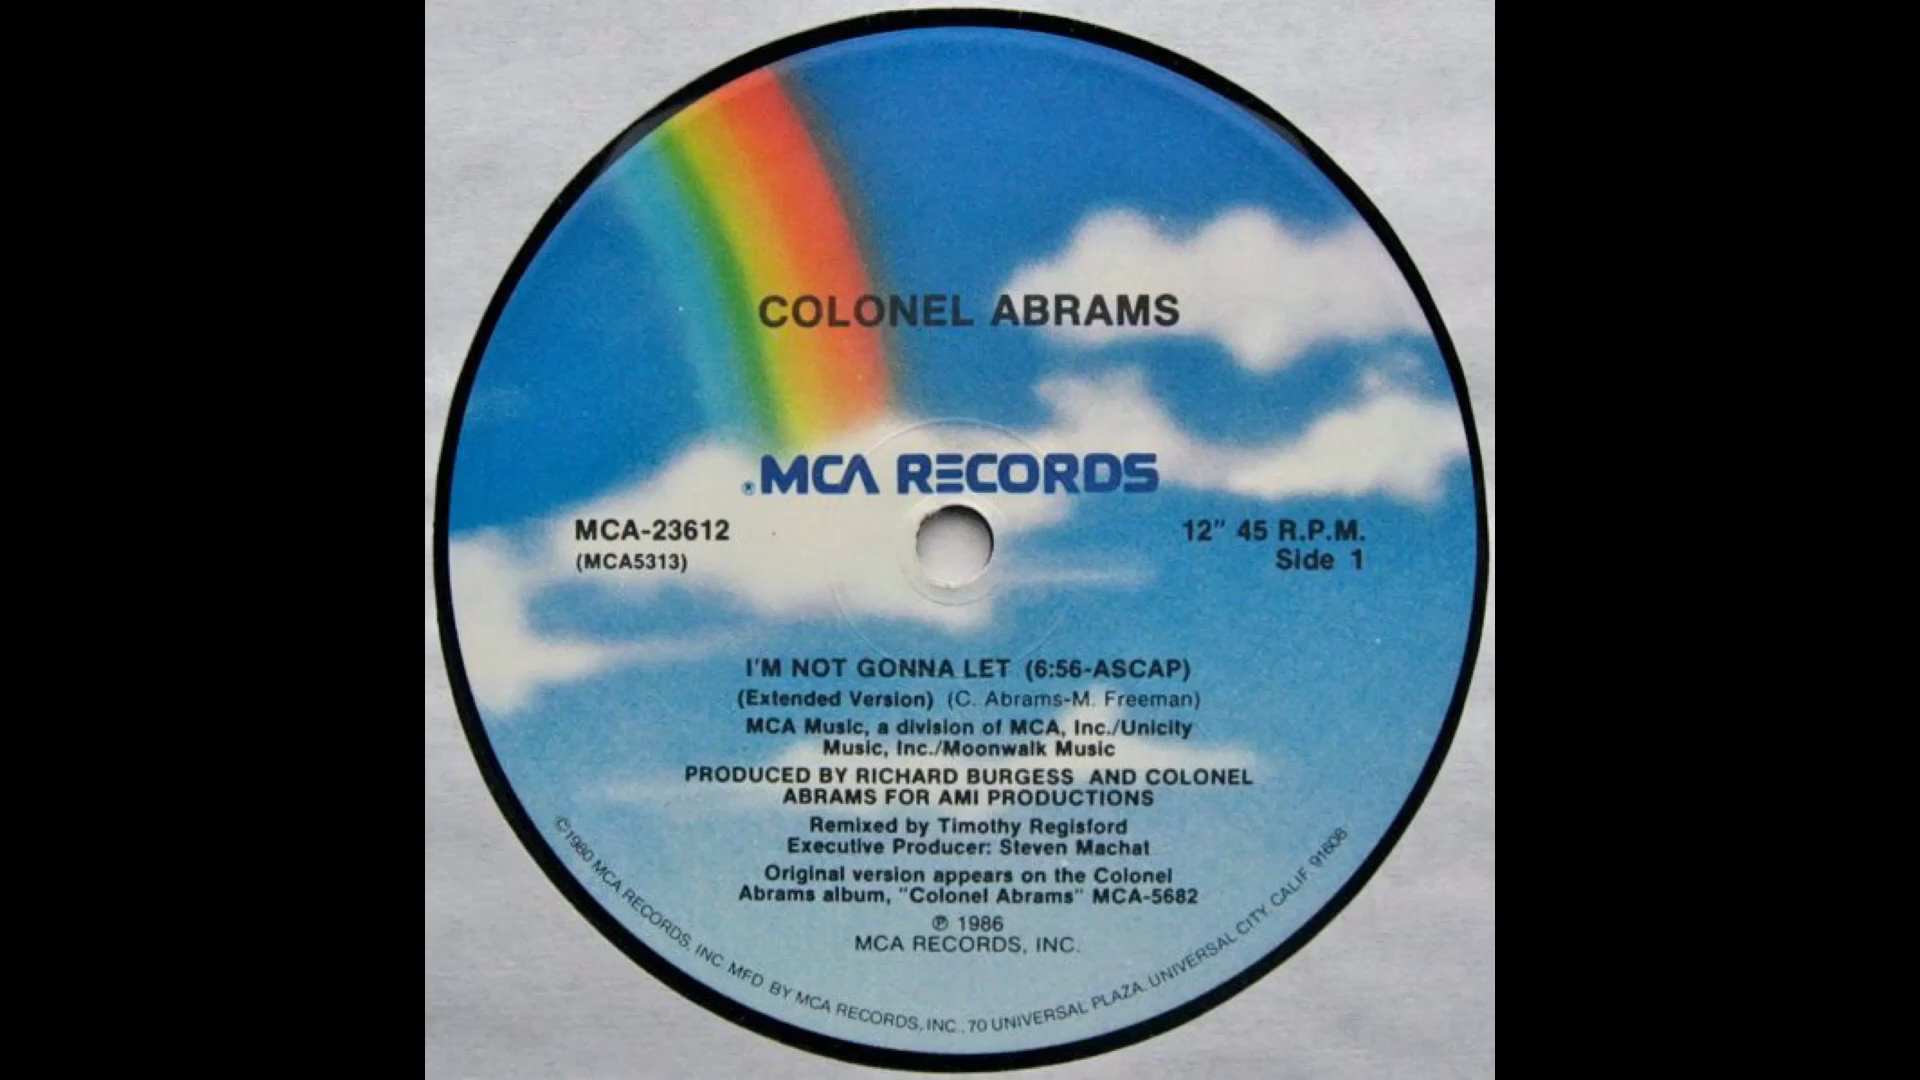 COLONEL ABRAMS
® MCA RECORDS
MCA-23612
(MCA5313)
12" 45 R.P.M.
Side 1
I'M NOT GONNA LET (6:56-ASCAP)
(Extended Version) (C. Abrams-M. Freeman)
MCA Music, a division of MCA, Inc./Unicity
Music, Inc./Moonwalk Music
PRODUCED BY RICHARD BURGESS AND COLONEL
ABRAMS FOR AMI PRODUCTIONS
Remixed by Timothy Regisford
Executive Producer: Steven Machat
Original version appears on the Colonel
Abrams album, "Colonel Abrams" MCA-5682
℗ 1986
MCA RECORDS, INC.
©1980 MCA RECORDS, INC. MFD. BY MCA RECORDS, INC., 70 UNIVERSAL PLAZA, UNIVERSAL CITY, CALIF. 91608